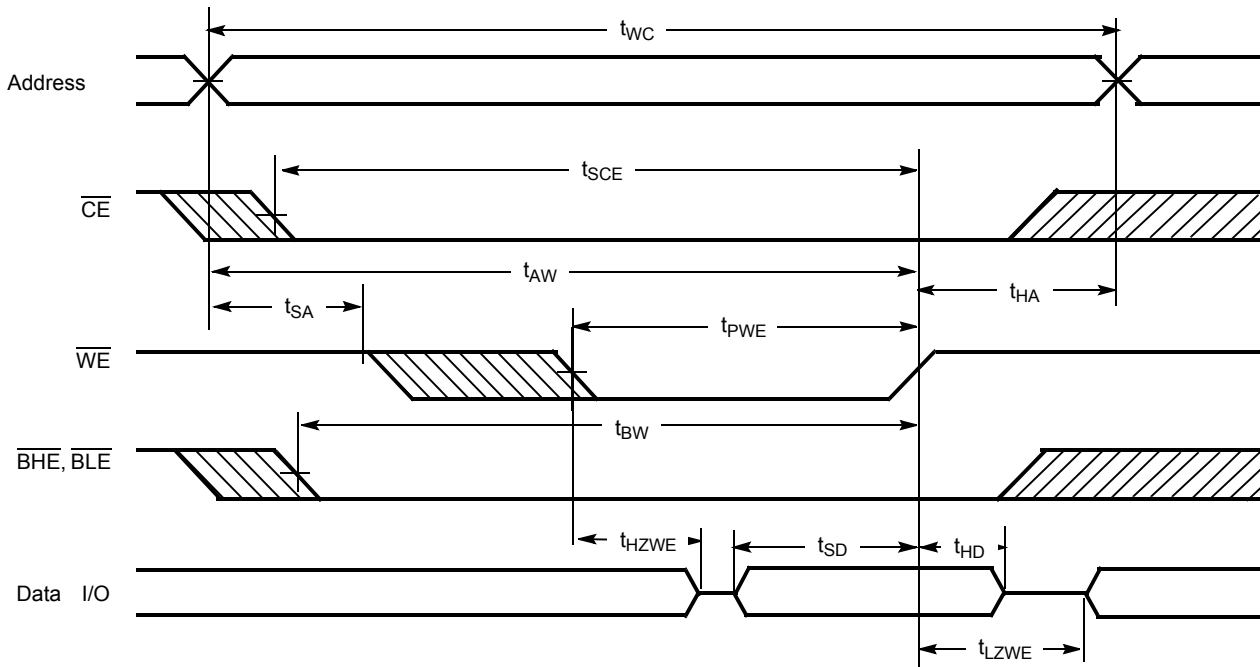 tWC
Address
tSCE
CE
tAW
tSA
tHA
tPWE
WE
tBW
BHE, BLE
tHZWE
tSD
tHD
Data I/O
tLZWE